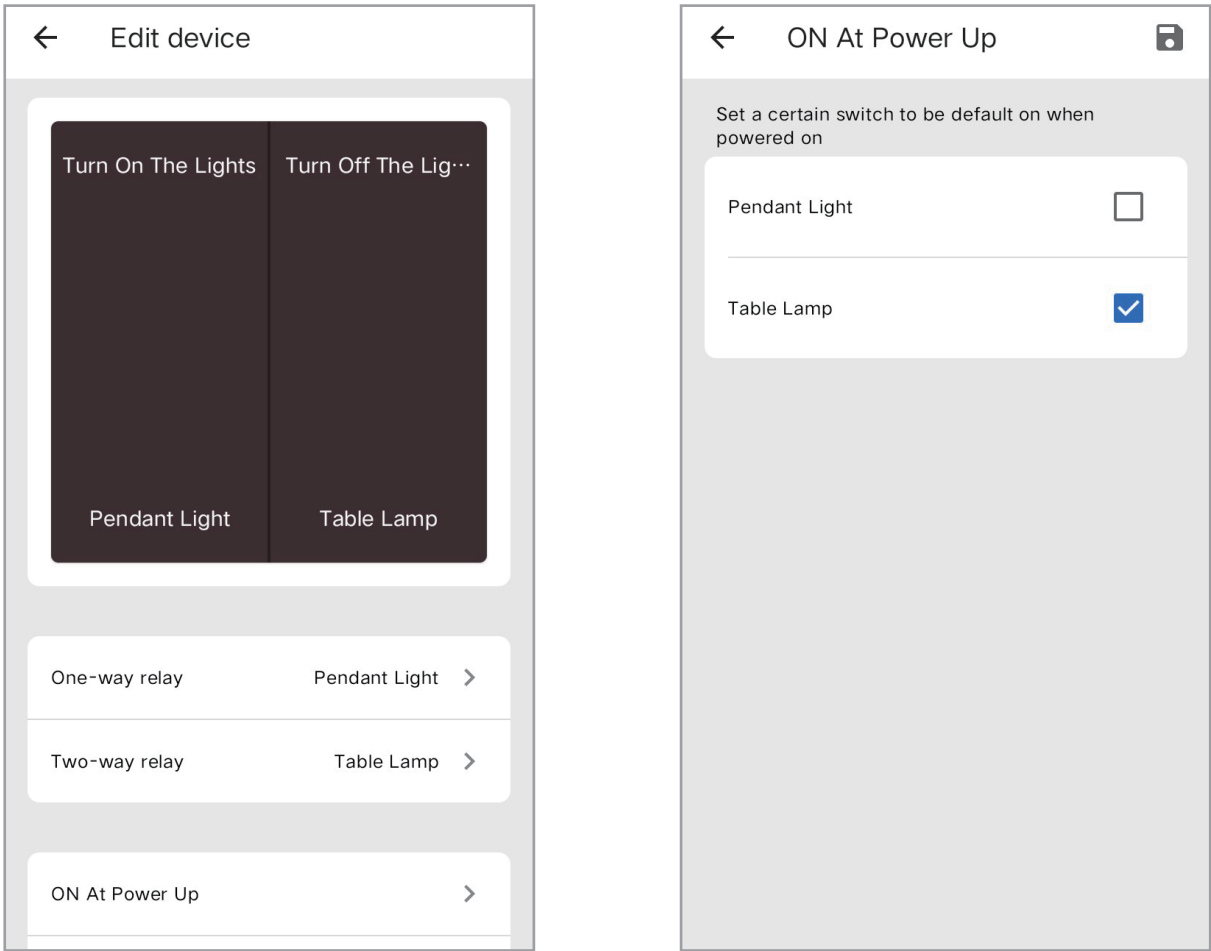 Edit device
Turn On The Lights
Turn Off The Lig···
Pendant Light
Table Lamp
One-way relay
Pendant Light
Two-way relay
Table Lamp
ON At Power Up
ON At Power Up
Set a certain switch to be default on when
powered on
Pendant Light
Table Lamp